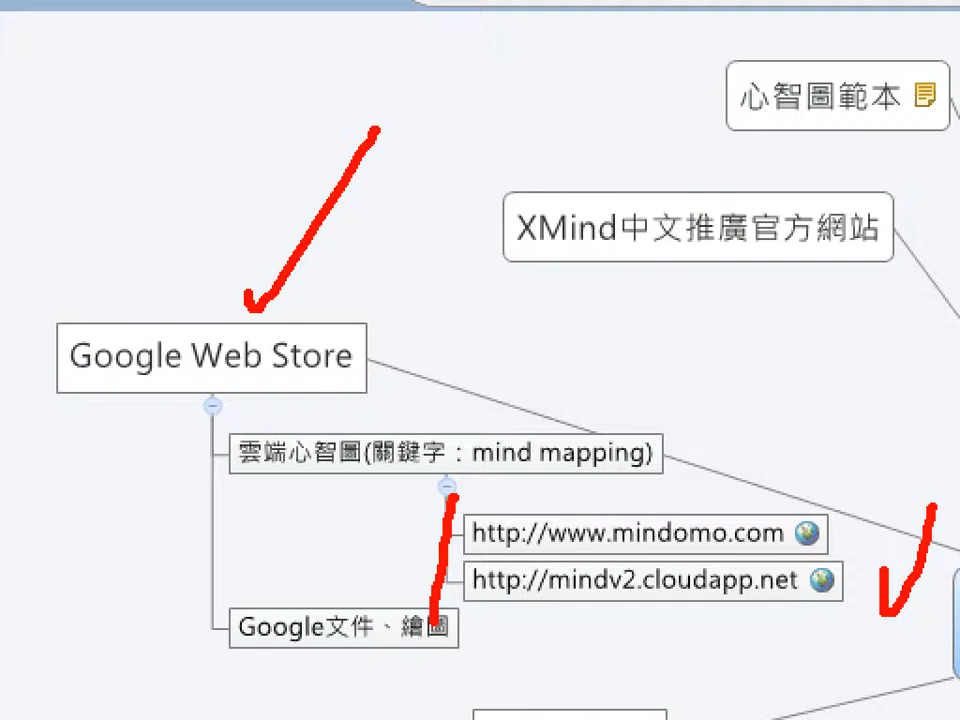 心智圖範本
XMind中文推廣官方網站
Google Web Store
雲端心智圖(關鍵字：mind mapping)
http://www.mindomo.com
http://mindv2.cloudapp.net
Google文件、繪圖